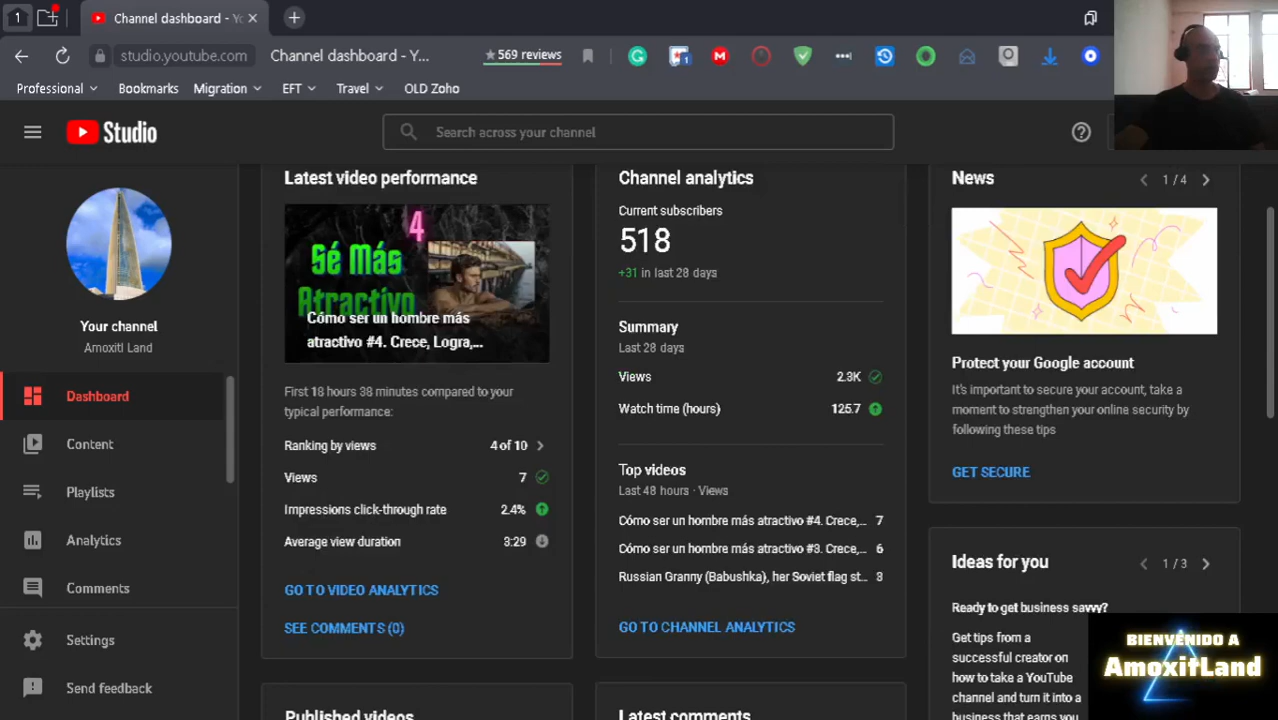 1
Channel dashboard - Yo
studio.youtube.com
Channel dashboard - Y...
★569 reviews
1
Professional
Bookmarks
Migration
EFT
Travel
OLD Zoho
Studio
Search across your channel
Your channel
Amoxitl Land
Dashboard
Content
Playlists
Analytics
Comments
Settings
Send feedback
Latest video performance
4
Sé Más
Atractivo
Cómo ser un hombre más
atractivo #4. Crece, Logra,...
First 18 hours 38 minutes compared to your
typical performance:
Ranking by views 4 of 10
Views 7
Impressions click-through rate 2.4%
Average view duration 3:29
GO TO VIDEO ANALYTICS
SEE COMMENTS (0)
Published videos
Channel analytics
Current subscribers
518
+31 in last 28 days
Summary
Last 28 days
Views 2.3K
Watch time (hours) 125.7
Top videos
Last 48 hours · Views
Cómo ser un hombre más atractivo #4. Crece,... 7
Cómo ser un hombre más atractivo #3. Crece,... 6
Russian Granny (Babushka), her Soviet flag st... 3
GO TO CHANNEL ANALYTICS
Latest comments
News 1 / 4
Protect your Google account
It's important to secure your account, take a
moment to strengthen your online security by
following these tips
GET SECURE
Ideas for you 1 / 3
Ready to get business savvy?
Get tips from a
successful creator on
how to take a YouTube
channel and turn it into a
business that earns you
BIENVENIDO A
AmoxitLand